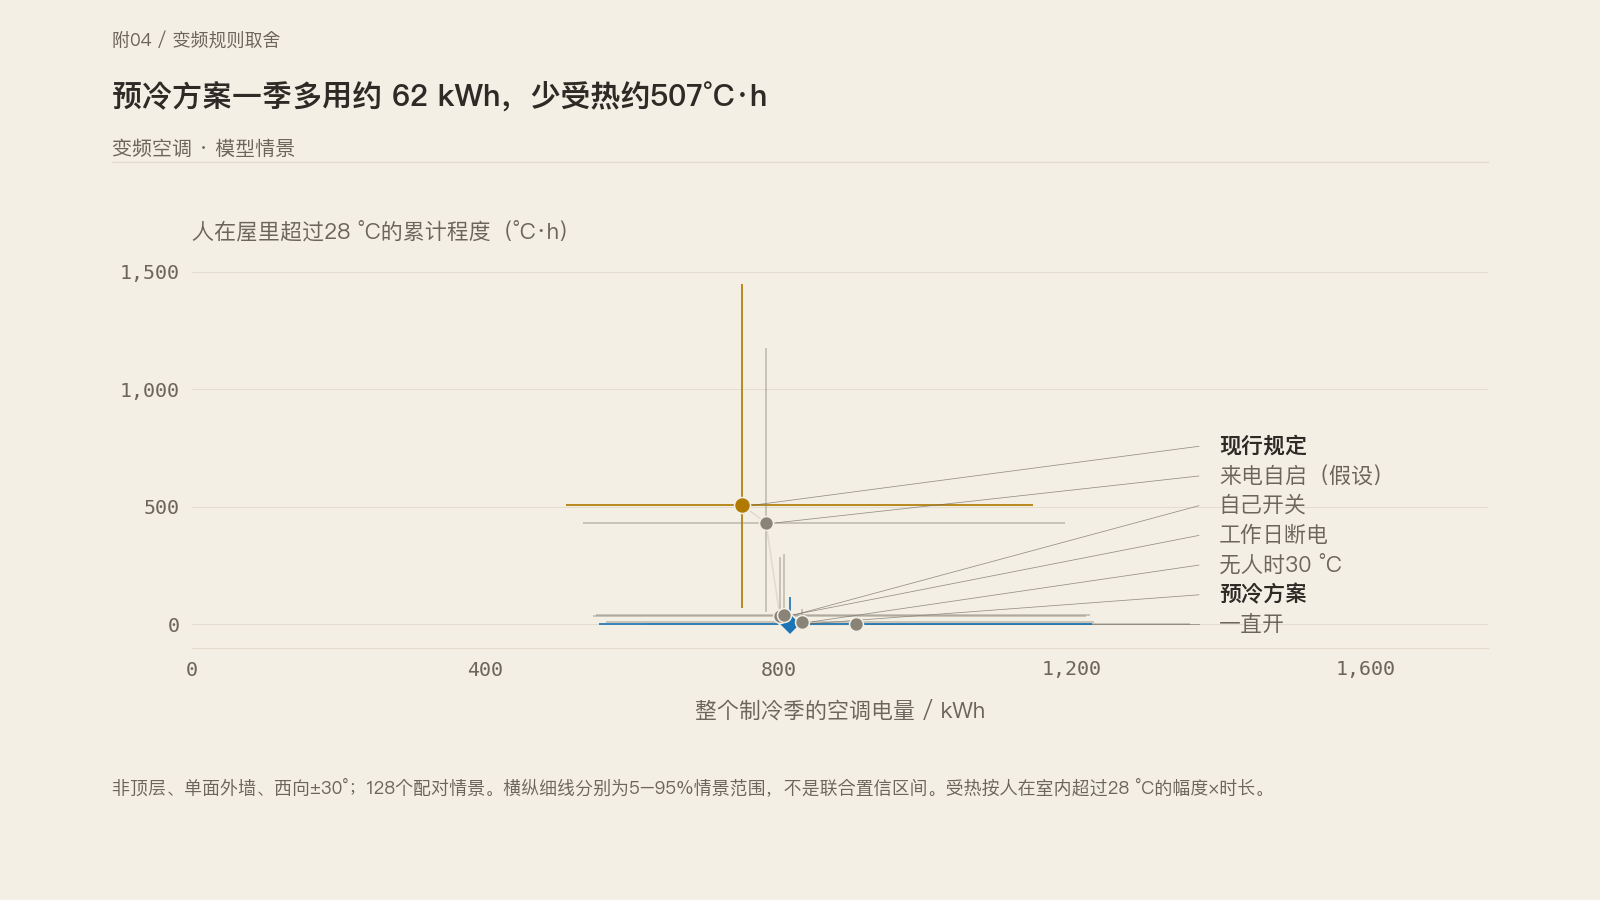 附04 / 变频规则取舍
预冷方案一季多用约 62 kWh，少受热约507°C·h
变频空调 · 模型情景
人在屋里超过28 °C的累计程度（°C·h）
1,500
1,000
500
0
现行规定
来电自启（假设）
自己开关
工作日断电
无人时30 °C
预冷方案
一直开
0
400
800
1,200
1,600
整个制冷季的空调电量 / kWh
非顶层、单面外墙、西向±30°；128个配对情景。横纵细线分别为5—95%情景范围，不是联合置信区间。受热按人在室内超过28 °C的幅度×时长。